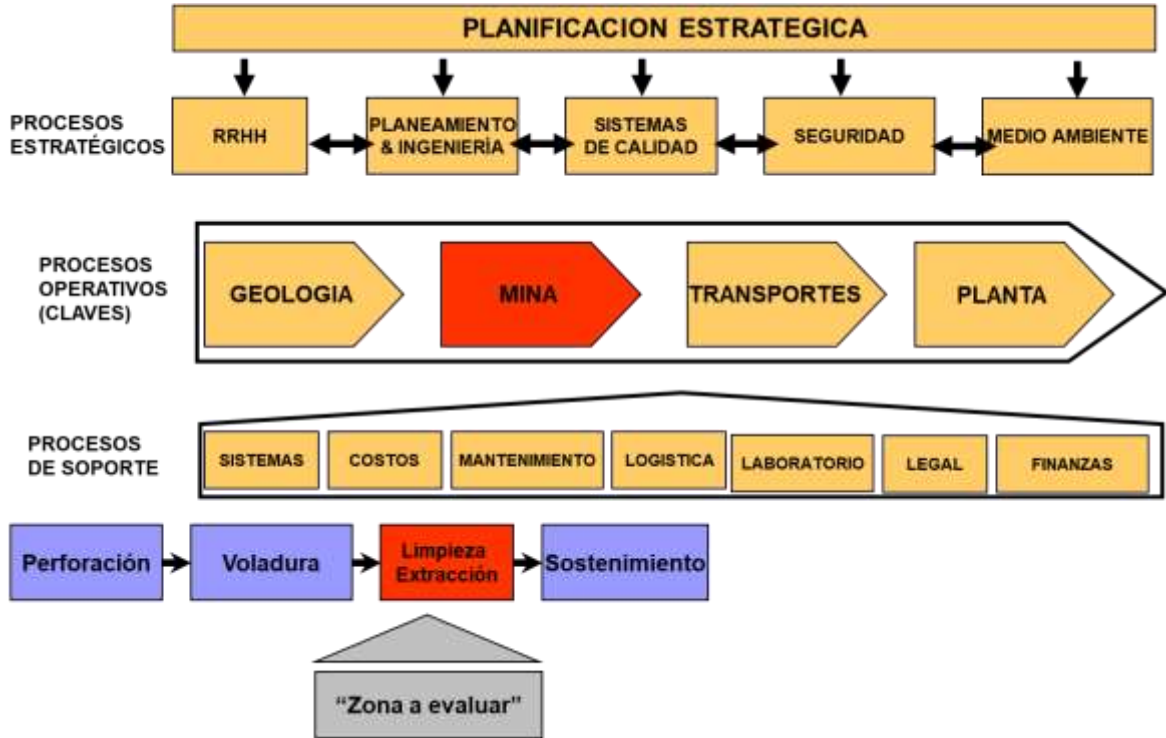 PLANIFICACION ESTRATEGICA
PROCESOS
ESTRATÉGICOS
RRHH
PLANEAMIENTO
& INGENIERÍA
SISTEMAS
DE CALIDAD
SEGURIDAD
MEDIO AMBIENTE
PROCESOS
OPERATIVOS
(CLAVES)
GEOLOGIA
MINA
TRANSPORTES
PLANTA
PROCESOS
DE SOPORTE
SISTEMAS
COSTOS
MANTENIMIENTO
LOGISTICA
LABORATORIO
LEGAL
FINANZAS
Perforación
Voladura
Limpieza
Extracción
Sostenimiento
“Zona a evaluar”